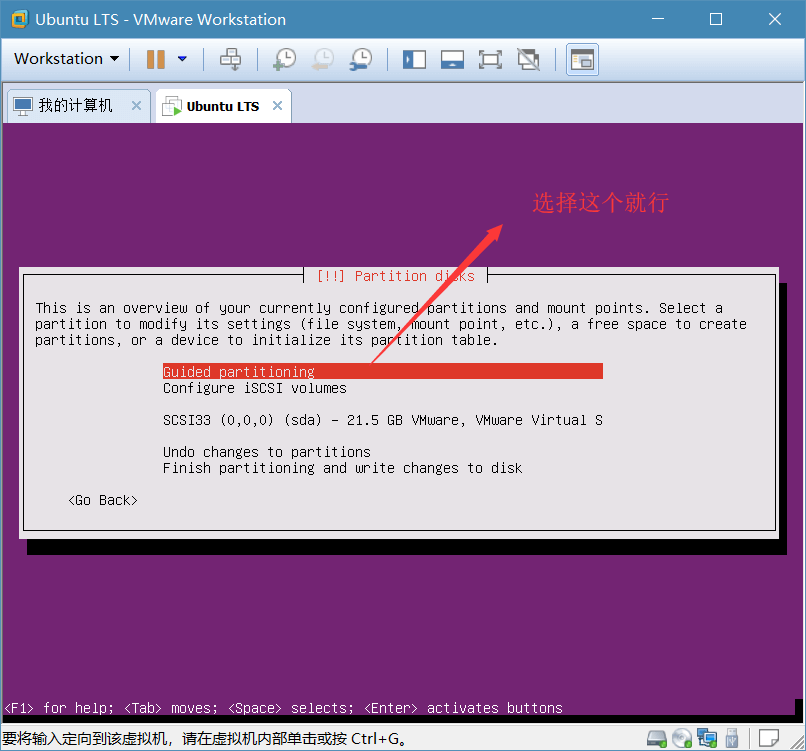 Ubuntu LTS - VMware Workstation
Workstation
我的计算机
Ubuntu LTS
选择这个就行
[!!] Partition disks
This is an overview of your currently configured partitions and mount points. Select a
partition to modify its settings (file system, mount point, etc.), a free space to create
partitions, or a device to initialize its partition table.
Guided partitioning
Configure iSCSI volumes
SCSI33 (0,0,0) (sda) - 21.5 GB VMware, VMware Virtual S
Undo changes to partitions
Finish partitioning and write changes to disk
<Go Back>
<F1> for help; <Tab> moves; <Space> selects; <Enter> activates buttons
要将输入定向到该虚拟机，请在虚拟机内部单击或按 Ctrl+G。